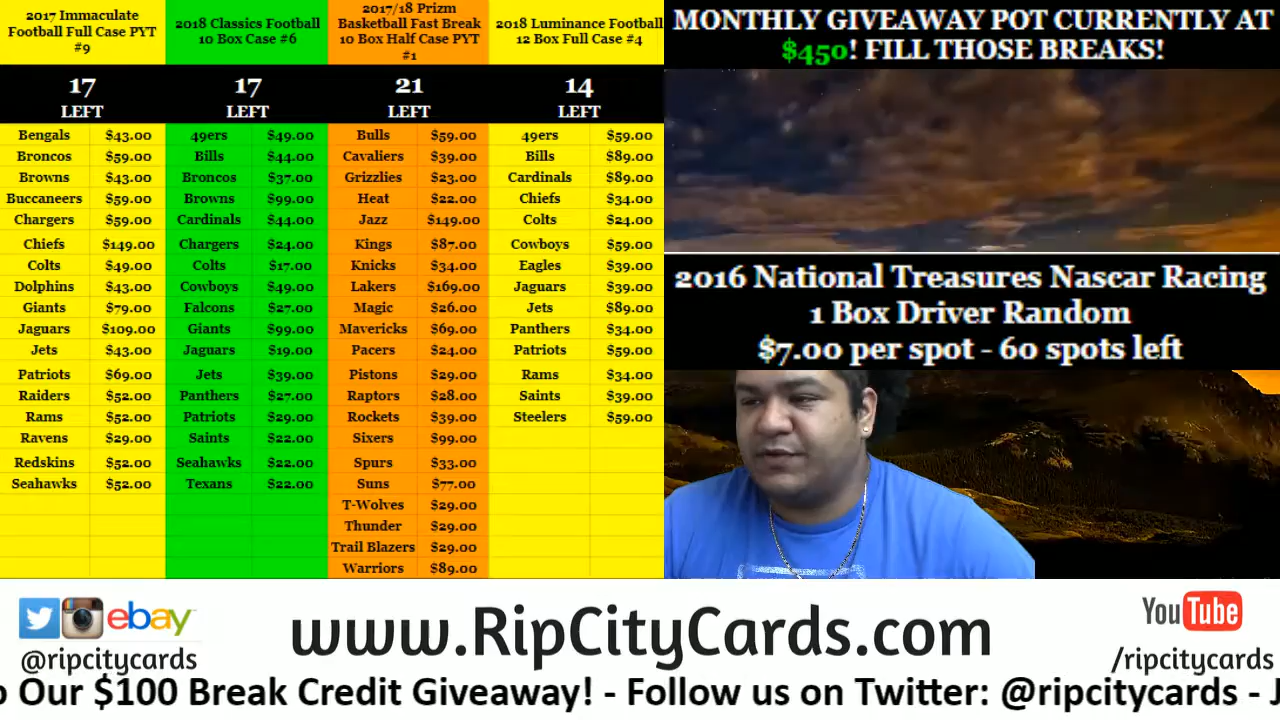 2017 Immaculate
Football Full Case PYT
#9
17
LEFT
Bengals $43.00
Broncos $59.00
Browns $43.00
Buccaneers $59.00
Chargers $59.00
Chiefs $149.00
Colts $49.00
Dolphins $43.00
Giants $79.00
Jaguars $109.00
Jets $43.00
Patriots $69.00
Raiders $52.00
Rams $52.00
Ravens $29.00
Redskins $52.00
Seahawks $52.00
2018 Classics Football
10 Box Case #6
17
LEFT
49ers $49.00
Bills $44.00
Broncos $37.00
Browns $99.00
Cardinals $44.00
Chargers $24.00
Colts $17.00
Cowboys $49.00
Falcons $27.00
Giants $99.00
Jaguars $19.00
Jets $39.00
Panthers $27.00
Patriots $29.00
Saints $22.00
Seahawks $22.00
Texans $22.00
2017/18 Prizm
Basketball Fast Break
10 Box Half Case PYT
#1
21
LEFT
Bulls $59.00
Cavaliers $39.00
Grizzlies $23.00
Heat $22.00
Jazz $149.00
Kings $87.00
Knicks $34.00
Lakers $169.00
Magic $26.00
Mavericks $69.00
Pacers $24.00
Pistons $29.00
Raptors $28.00
Rockets $39.00
Sixers $99.00
Spurs $33.00
Suns $77.00
T-Wolves $29.00
Thunder $29.00
Trail Blazers $29.00
Warriors $89.00
2018 Luminance Football
12 Box Full Case #4
14
LEFT
49ers $59.00
Bills $89.00
Cardinals $89.00
Chiefs $34.00
Colts $24.00
Cowboys $59.00
Eagles $39.00
Jaguars $39.00
Jets $89.00
Panthers $34.00
Patriots $59.00
Rams $34.00
Saints $39.00
Steelers $59.00
MONTHLY GIVEAWAY POT CURRENTLY AT
$450! FILL THOSE BREAKS!
2016 National Treasures Nascar Racing
1 Box Driver Random
$7.00 per spot - 60 spots left
ebay
@ripcitycards
www.RipCityCards.com
YouTube
/ripcitycards
o Our $100 Break Credit Giveaway! - Follow us on Twitter: @ripcitycards - J